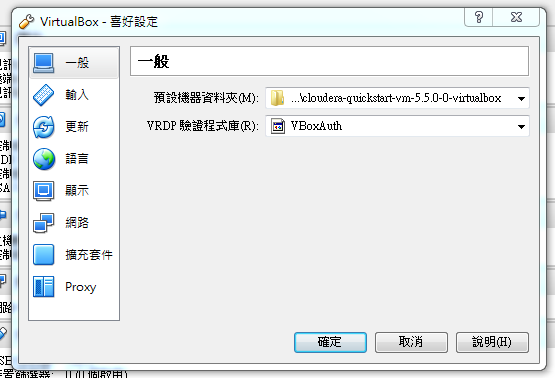 VirtualBox - 喜好設定
一般
輸入
更新
語言
顯示
網路
擴充套件
Proxy
一般
預設機器資料夾(M):
...\cloudera-quickstart-vm-5.5.0-0-virtualbox
VRDP 驗證程式庫(R):
VBoxAuth
確定
取消
說明(H)